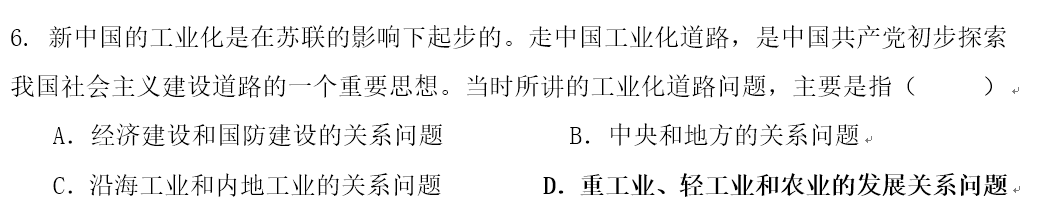 6. 新中国的工业化是在苏联的影响下起步的。走中国工业化道路，是中国共产党初步探索
我国社会主义建设道路的一个重要思想。当时所讲的工业化道路问题，主要是指（　　）
A．经济建设和国防建设的关系问题　　B．中央和地方的关系问题
C．沿海工业和内地工业的关系问题　　D．重工业、轻工业和农业的发展关系问题